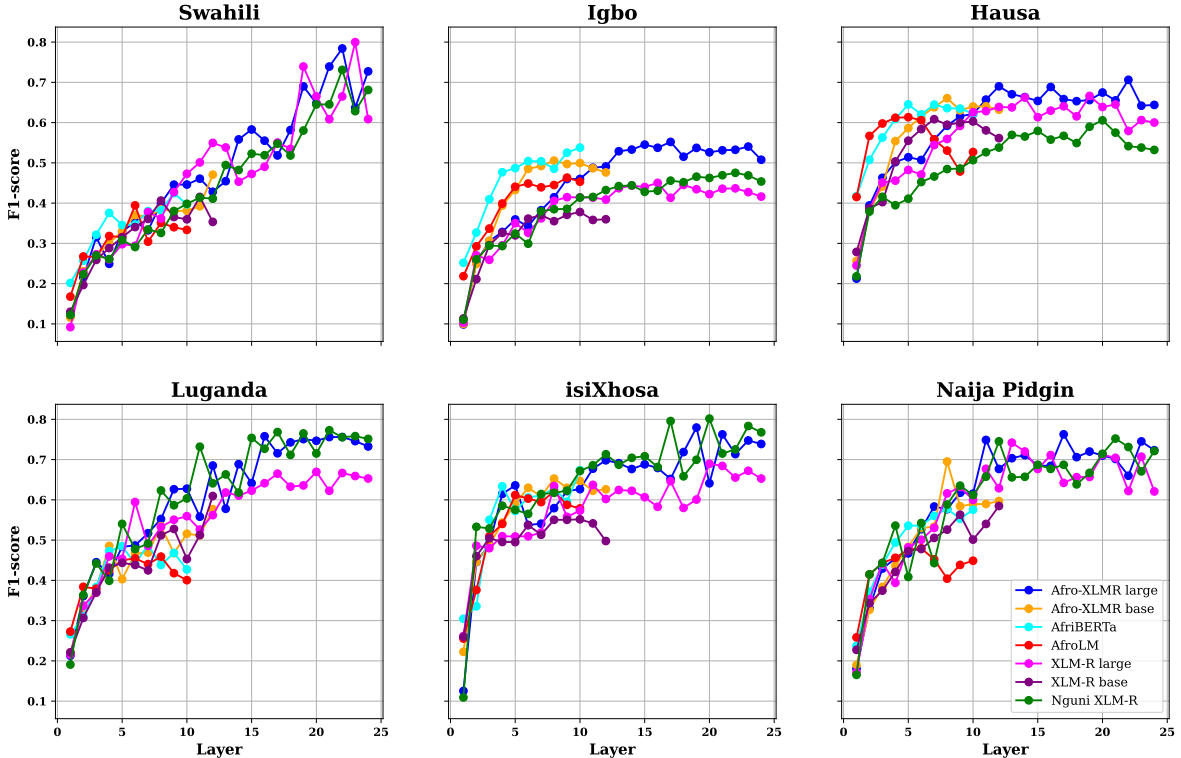 Swahili
Igbo
Hausa
F1-score
0.8
0.7
0.6
0.5
0.4
0.3
0.2
0.1
Luganda
isiXhosa
Naija Pidgin
F1-score
0.8
0.7
0.6
0.5
0.4
0.3
0.2
0.1
Afro-XLMR large
Afro-XLMR base
AfriBERTa
AfroLM
XLM-R large
XLM-R base
Nguni XLM-R
0 5 10 15 20 25
0 5 10 15 20 25
0 5 10 15 20 25
Layer
Layer
Layer